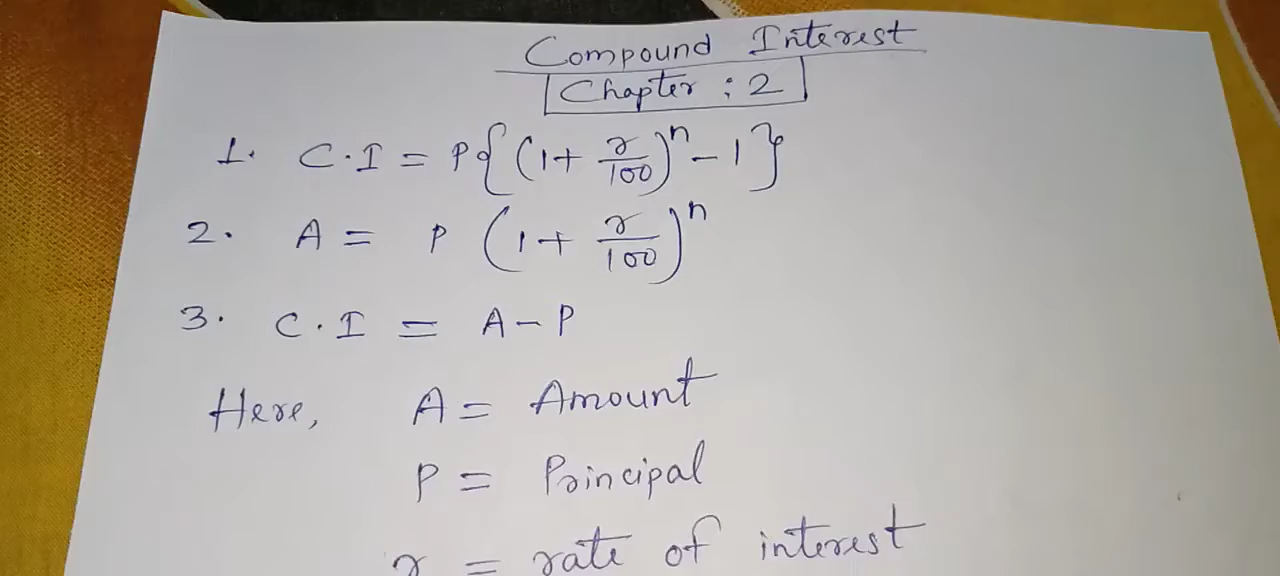 Compound Interest
Chapter : 2
1. C.I = P{(1+ r/100)^n - 1}
2. A = P (1+ r/100)^n
3. C.I = A-P
Here, A = Amount
P = Principal
r = rate of interest